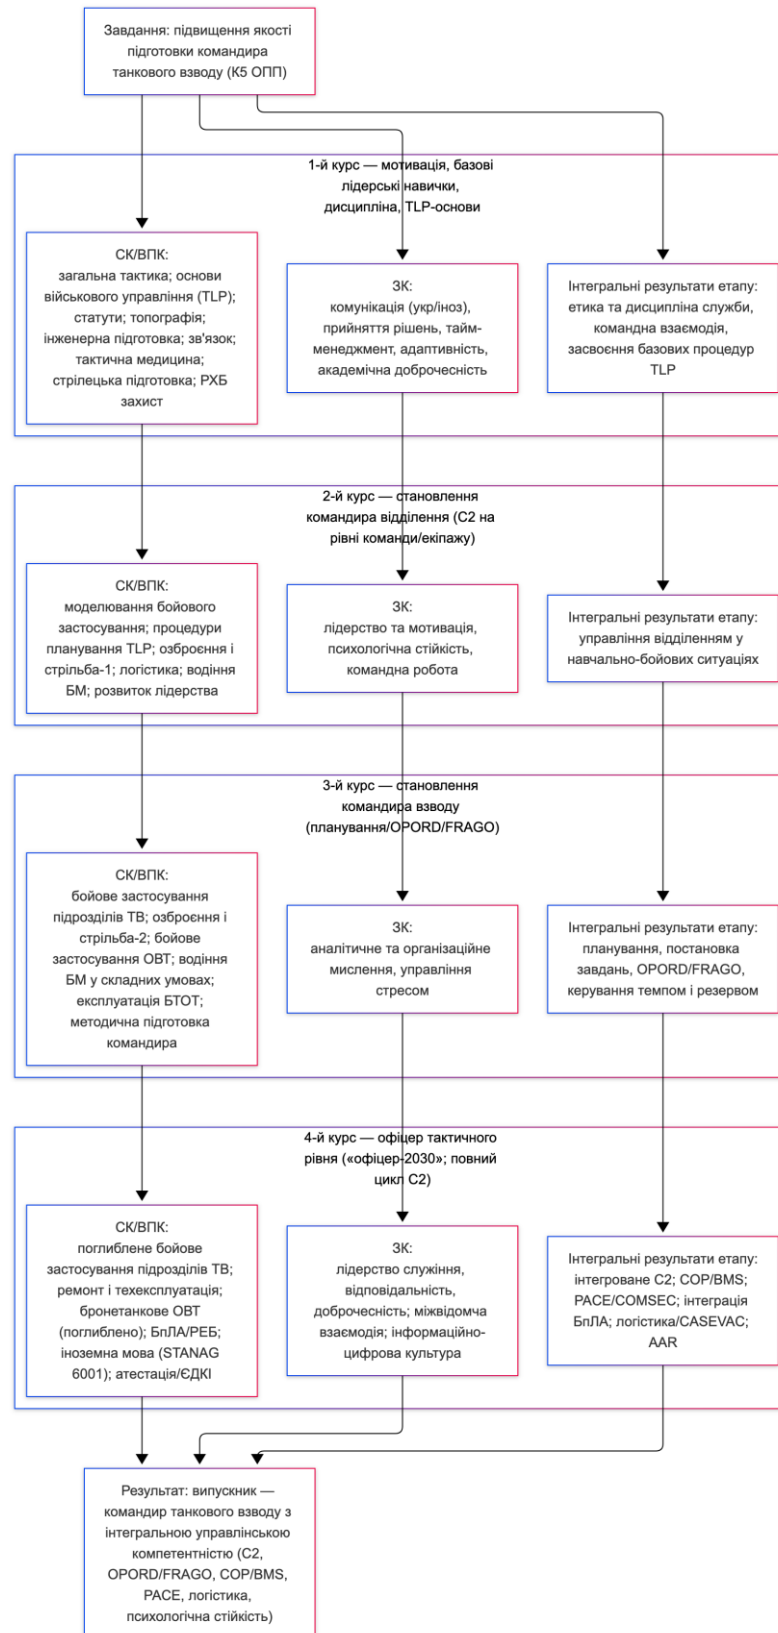 Завдання: підвищення якості
підготовки командира
танкового взводу (К5 ОПП)
1-й курс — мотивація, базові
лідерські навички,
дисципліна, TLP-основи
СК/ВПК:
загальна тактика; основи
військового управління (TLP);
статути; топографія;
інженерна підготовка; зв'язок;
тактична медицина;
стрілецька підготовка; РХБ
захист
ЗК:
комунікація (укр/іноз),
прийняття рішень, тайм-
менеджмент, адаптивність,
академічна доброчесність
Інтегральні результати етапу:
етика та дисципліна служби,
командна взаємодія,
засвоєння базових процедур
TLP
2-й курс — становлення
командира відділення (С2 на
рівні команди/екіпажу)
СК/ВПК:
моделювання бойового
застосування; процедури
планування TLP; озброєння і
стрільба-1; логістика; водіння
БМ; розвиток лідерства
ЗК:
лідерство та мотивація,
психологічна стійкість,
командна робота
Інтегральні результати етапу:
управління відділенням у
навчально-бойових ситуаціях
3-й курс — становлення
командира взводу
(планування/OPORD/FRAGO)
СК/ВПК:
бойове застосування
підрозділів ТВ; озброєння і
стрільба-2; бойове
застосування ОВТ; водіння
БМ у складних умовах;
експлуатація БТОТ;
методична підготовка
командира
ЗК:
аналітичне та організаційне
мислення, управління
стресом
Інтегральні результати етапу:
планування, постановка
завдань, OPORD/FRAGO,
керування темпом і резервом
4-й курс — офіцер тактичного
рівня («офіцер-2030»; повний
цикл С2)
СК/ВПК:
поглиблене бойове
застосування підрозділів ТВ;
ремонт і техексплуатація;
бронетанкове ОВТ
(поглиблено); БпЛА/РЕБ;
іноземна мова (STANAG
6001); атестація/ЄДКІ
ЗК:
лідерство служіння,
відповідальність,
доброчесність; міжвідомча
взаємодія; інформаційно-
цифрова культура
Інтегральні результати етапу:
інтегроване С2; COP/BMS;
PACE/COMSEC; інтеграція
БпЛА; логістика/CASEVAC;
AAR
Результат: випускник —
командир танкового взводу з
інтегральною управлінською
компетентністю (С2,
OPORD/FRAGO, COP/BMS,
PACE, логістика,
психологічна стійкість)